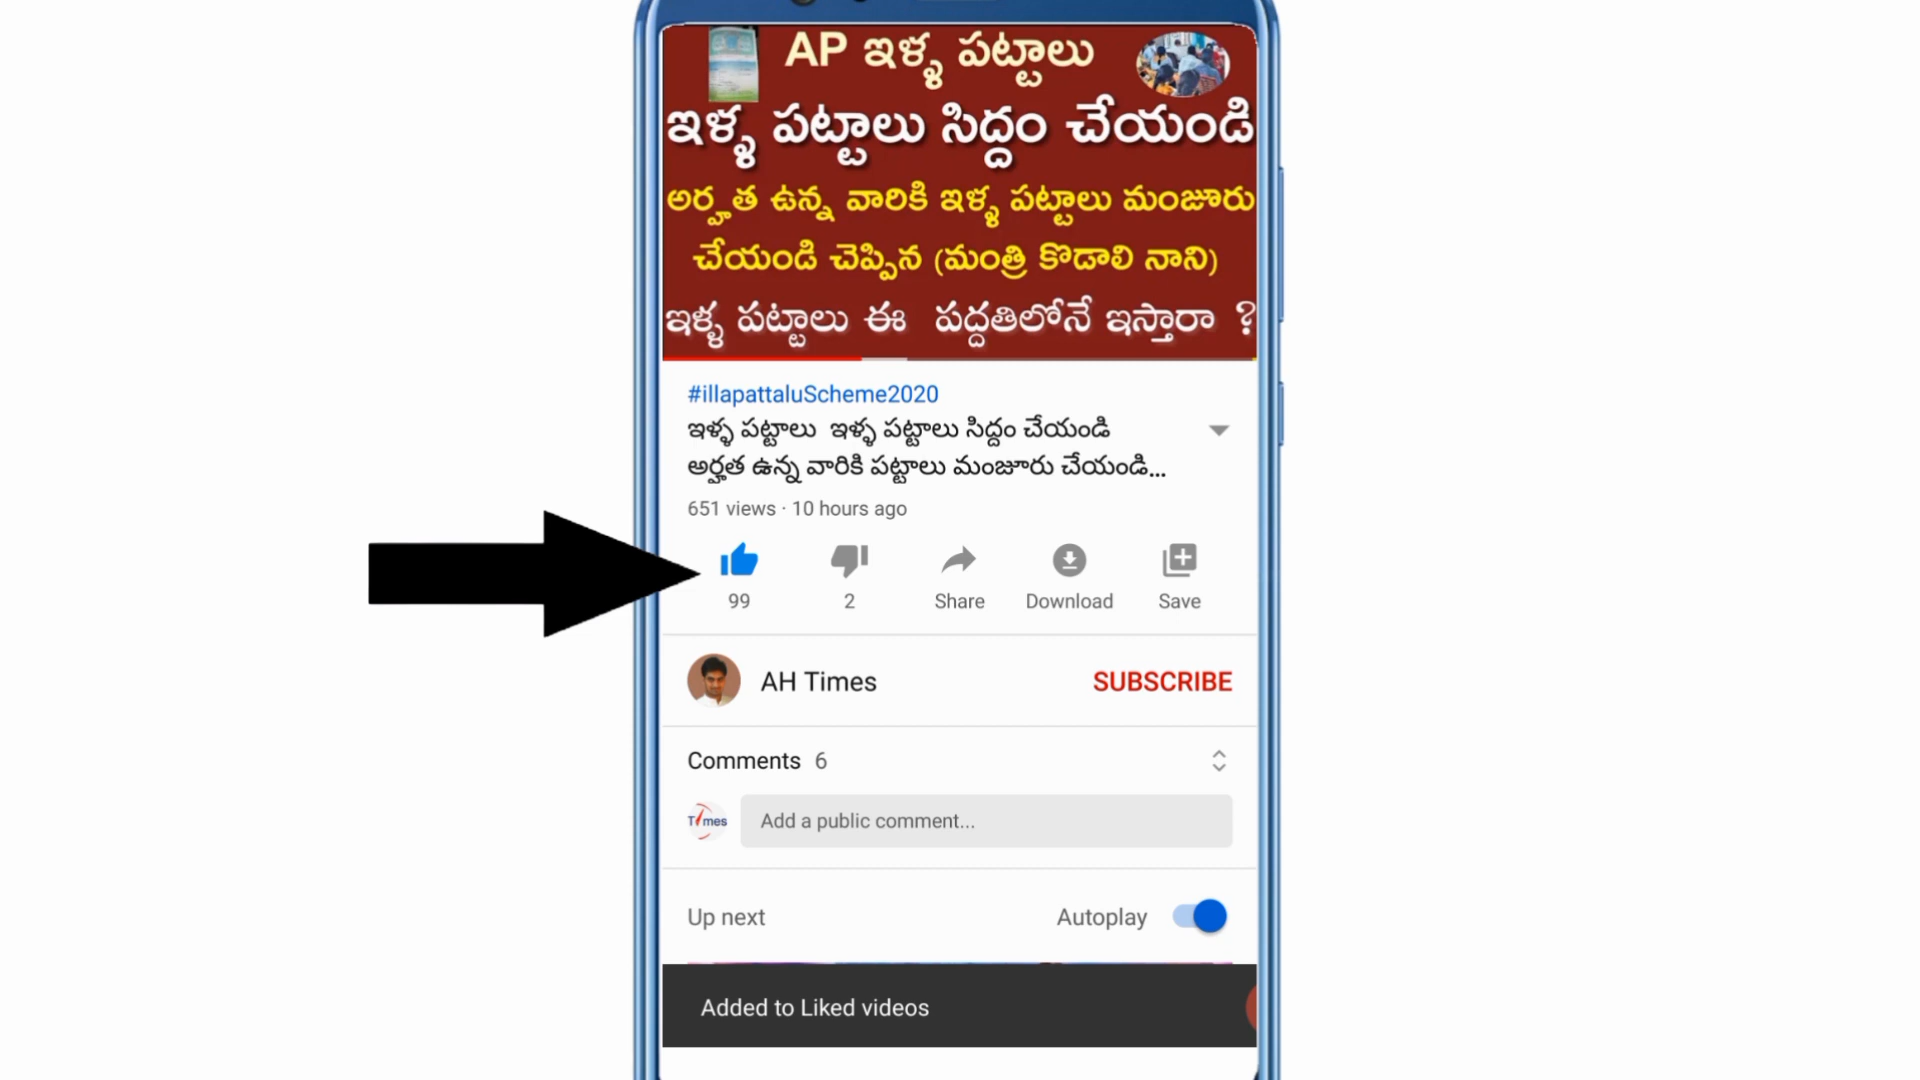 AP ఇళ్ళ పట్టాలు
ఇళ్ళ పట్టాలు సిద్దం చేయండి
అర్హత ఉన్న వారికి ఇళ్ళ పట్టాలు మంజూరు
చేయండి చెప్పిన (మంత్రి కొడాలి నాని)
ఇళ్ళ పట్టాలు ఈ పద్దతిలోనే ఇస్తారా ?
#illapattaluScheme2020
ఇళ్ళ పట్టాలు ఇళ్ళ పట్టాలు సిద్దం చేయండి
అర్హత ఉన్న వారికి పట్టాలు మంజూరు చేయండి...
651 views · 10 hours ago
99 2 Share Download Save
AH Times SUBSCRIBE
Comments 6
Times Add a public comment...
Up next Autoplay
Added to Liked videos